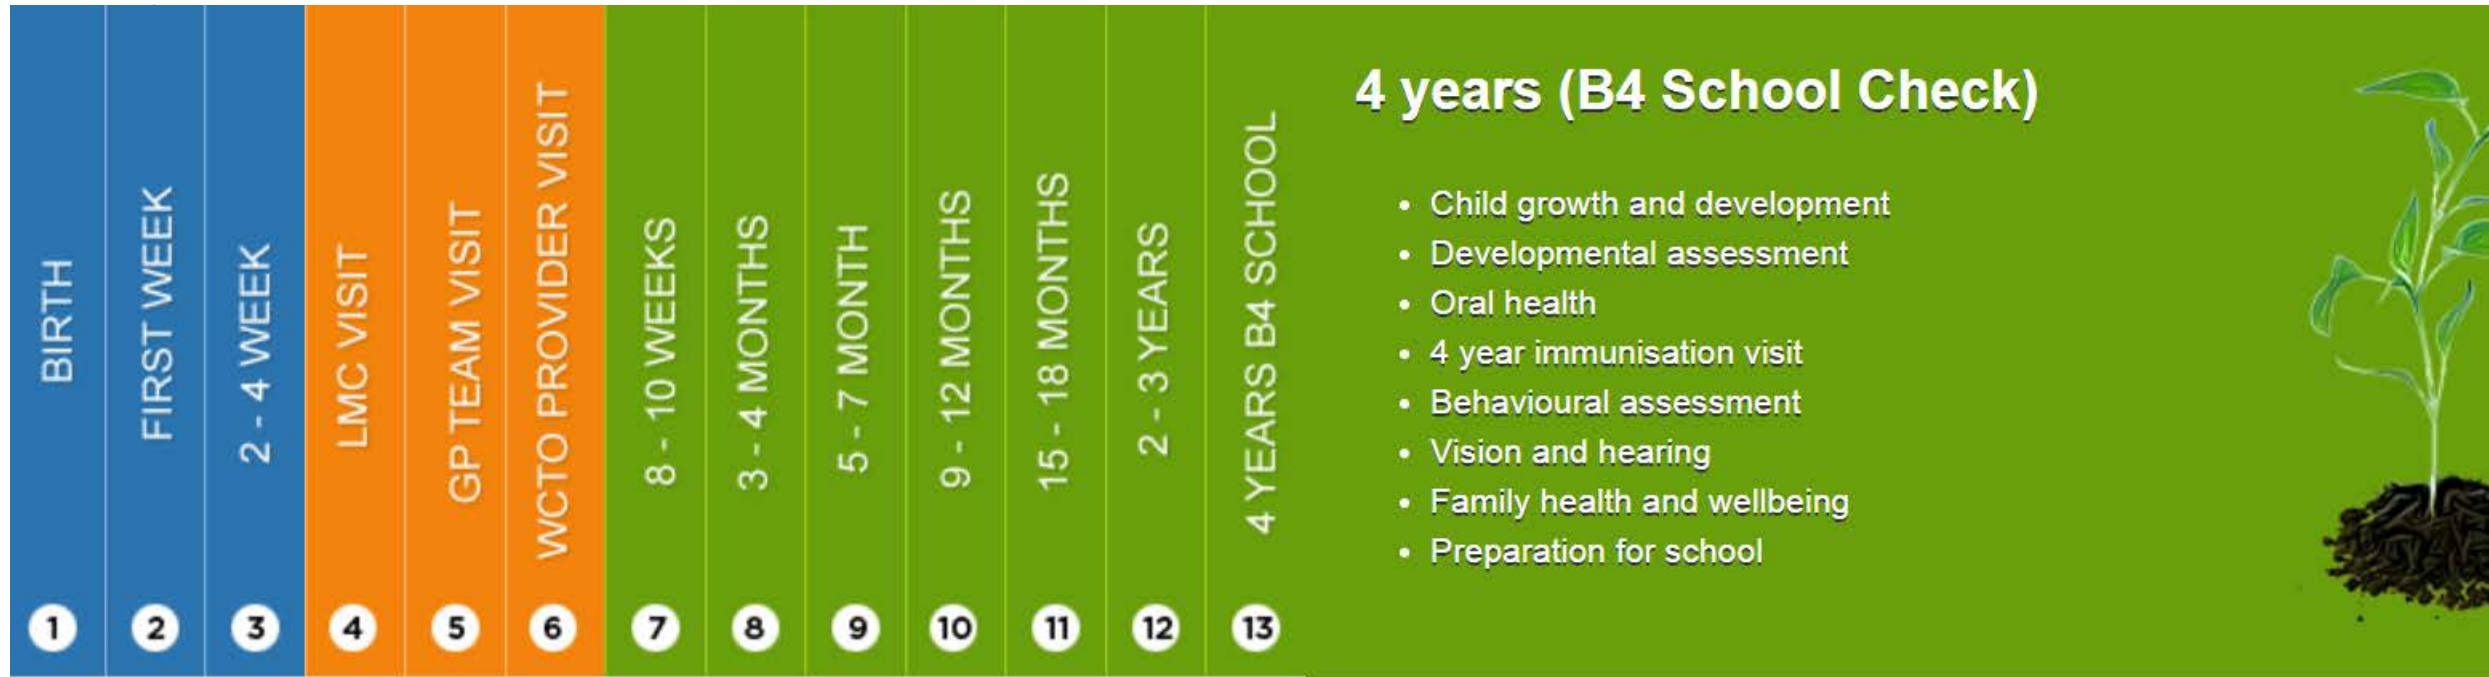 BIRTH
1
FIRST WEEK
2
2 - 4 WEEK
3
LMC VISIT
4
GP TEAM VISIT
5
WCTO PROVIDER VISIT
6
8 - 10 WEEKS
7
3 - 4 MONTHS
8
5 - 7 MONTH
9
9 - 12 MONTHS
10
15 - 18 MONTHS
11
2 - 3 YEARS
12
4 YEARS B4 SCHOOL
13
4 years (B4 School Check)
• Child growth and development
• Developmental assessment
• Oral health
• 4 year immunisation visit
• Behavioural assessment
• Vision and hearing
• Family health and wellbeing
• Preparation for school